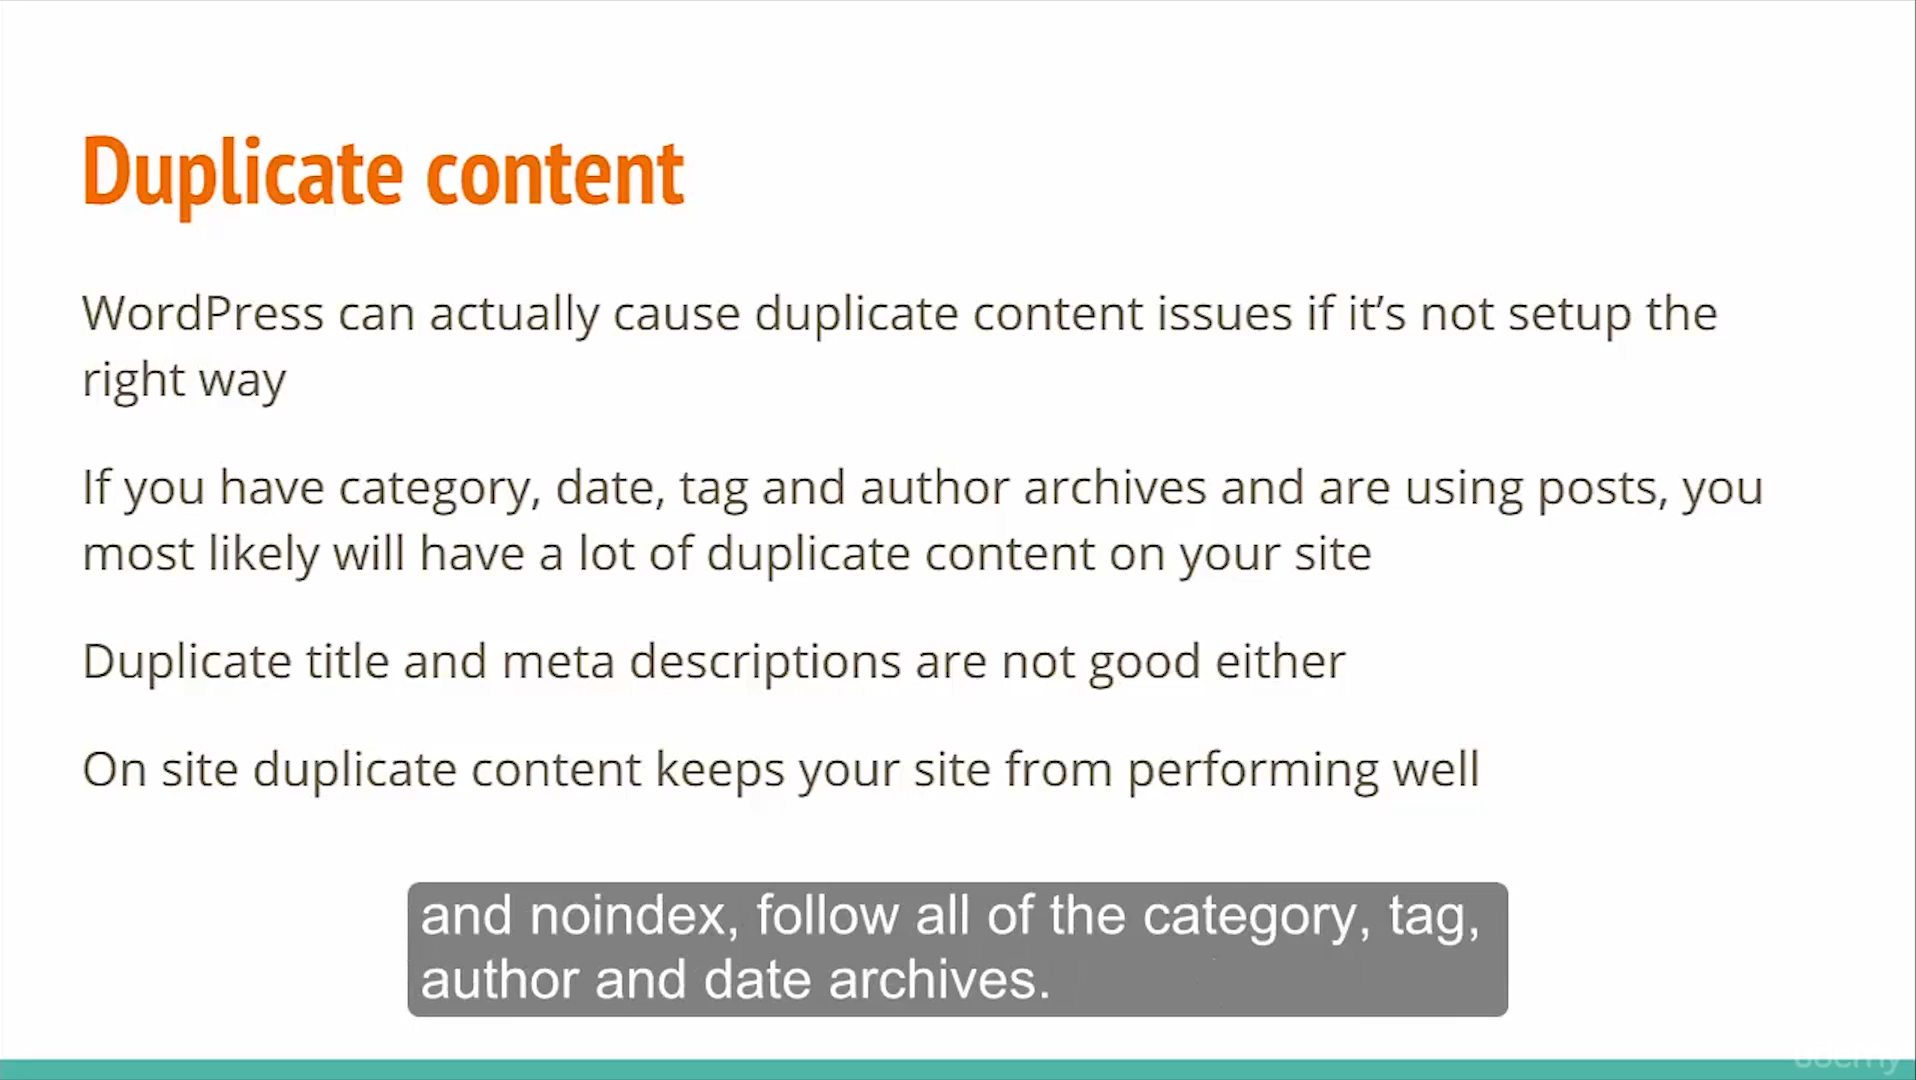 Duplicate content
WordPress can actually cause duplicate content issues if it’s not setup the
right way
If you have category, date, tag and author archives and are using posts, you
most likely will have a lot of duplicate content on your site
Duplicate title and meta descriptions are not good either
On site duplicate content keeps your site from performing well
and noindex, follow all of the category, tag,
author and date archives.